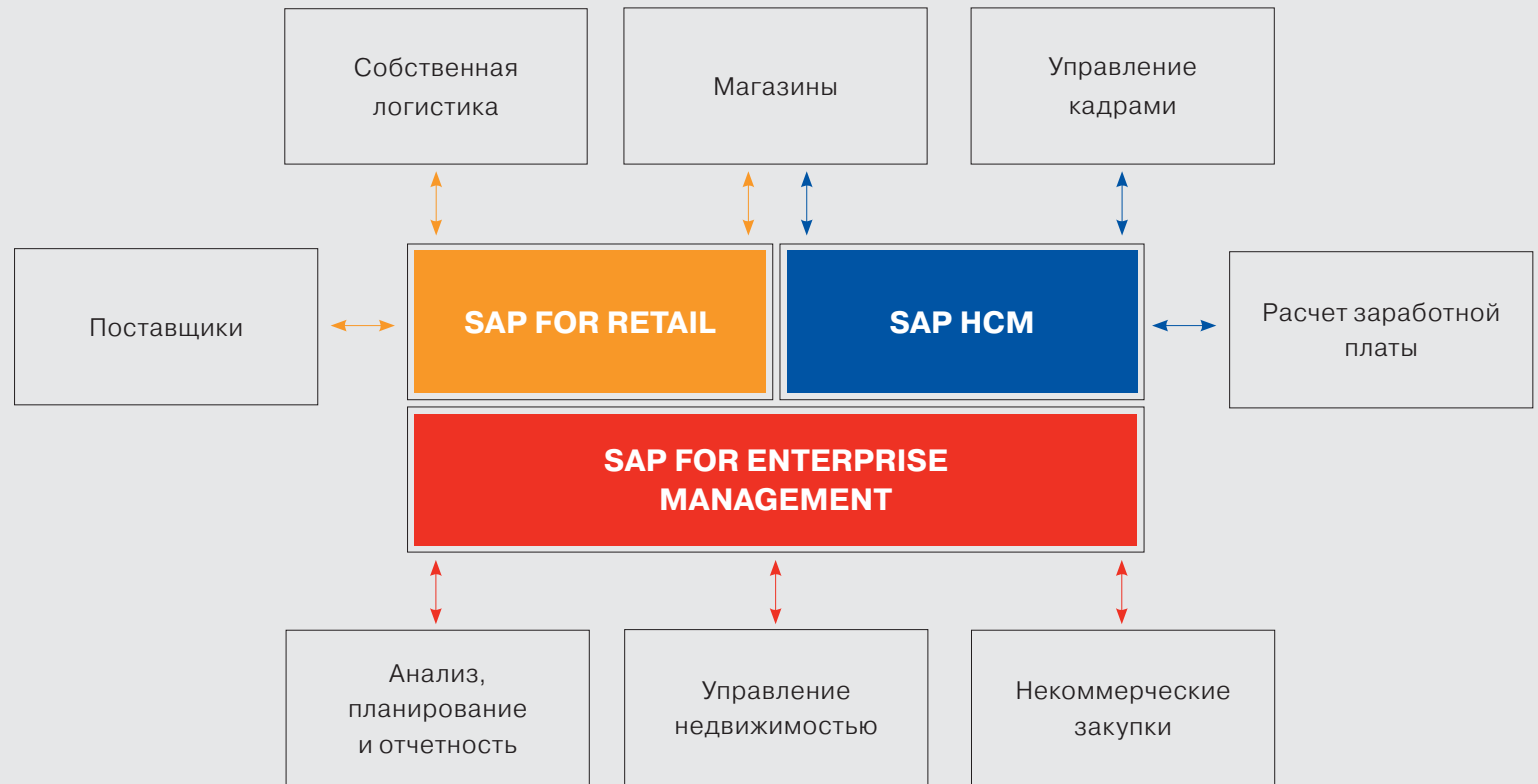 Собственная
логистика
Магазины
Управление
кадрами
Поставщики
SAP FOR RETAIL
SAP HCM
Расчет заработной
платы
SAP FOR ENTERPRISE
MANAGEMENT
Анализ,
планирование
и отчетность
Управление
недвижимостью
Некоммерческие
закупки